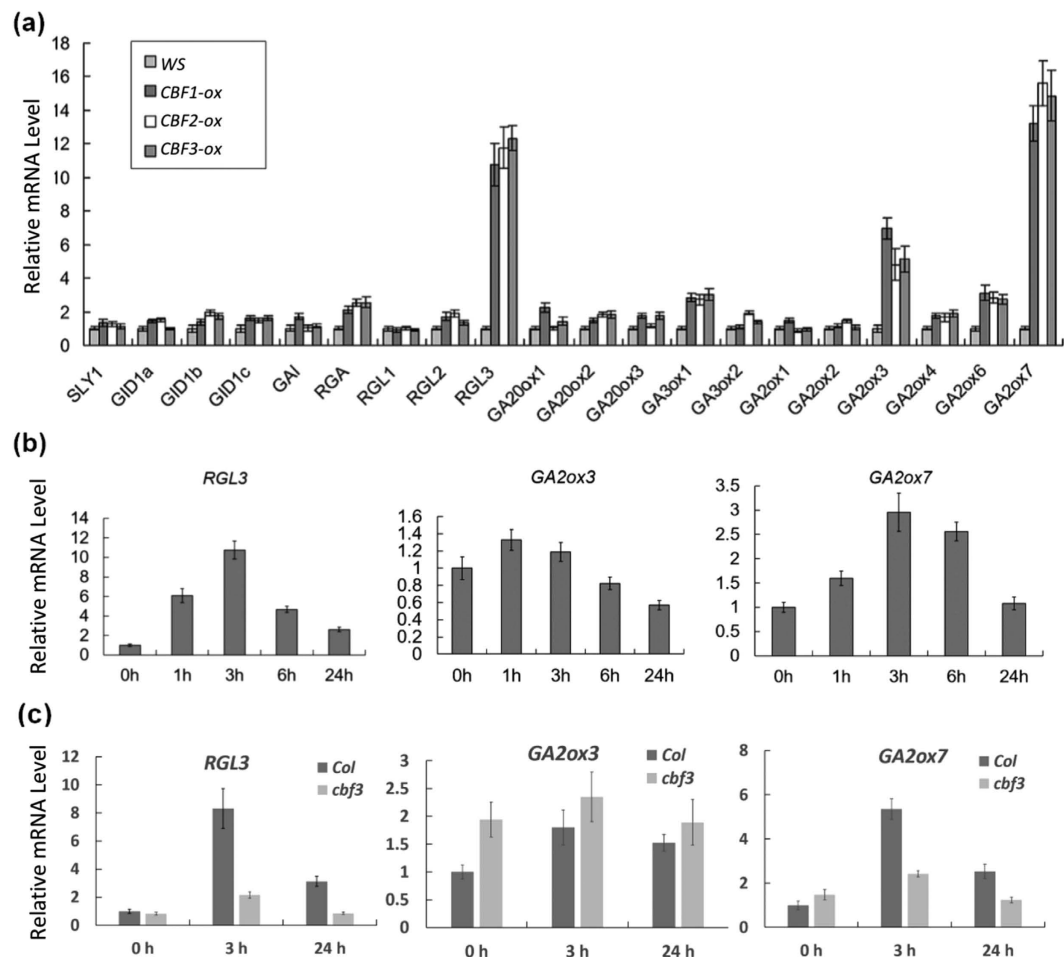 (a)
Relative mRNA Level
18
16
14
12
10
8
6
4
2
0
WS
CBF1-ox
CBF2-ox
CBF3-ox
SLY1
GID1a
GID1b
GID1c
GAI
RGA
RGL1
RGL2
RGL3
GA20ox1
GA20ox2
GA20ox3
GA3ox1
GA3ox2
GA2ox1
GA2ox2
GA2ox3
GA2ox4
GA2ox6
GA2ox7
(b)
Relative mRNA Level
RGL3
14
12
10
8
6
4
2
0
0h 1h 3h 6h 24h
GA2ox3
1.6
1.4
1.2
1
0.8
0.6
0.4
0.2
0
0h 1h 3h 6h 24h
GA2ox7
3.5
3
2.5
2
1.5
1
0.5
0
0h 1h 3h 6h 24h
(c)
Relative mRNA Level
RGL3
Col
cbf3
12
10
8
6
4
2
0
0 h 3 h 24 h
GA2ox3
Col
cbf3
3
2.5
2
1.5
1
0.5
0
0 h 3 h 24 h
GA2ox7
Col
cbf3
8
6
4
2
0
0 h 3 h 24 h